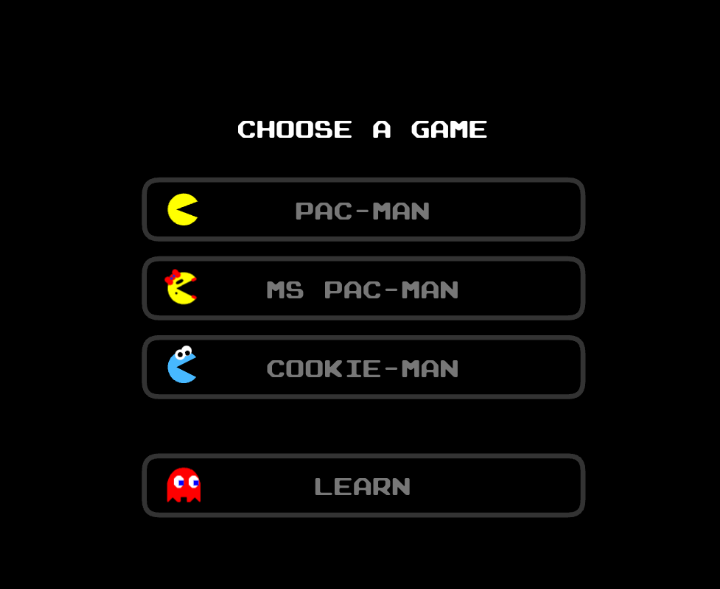 CHOOSE A GAME
PAC-MAN
MS PAC-MAN
COOKIE-MAN
LEARN